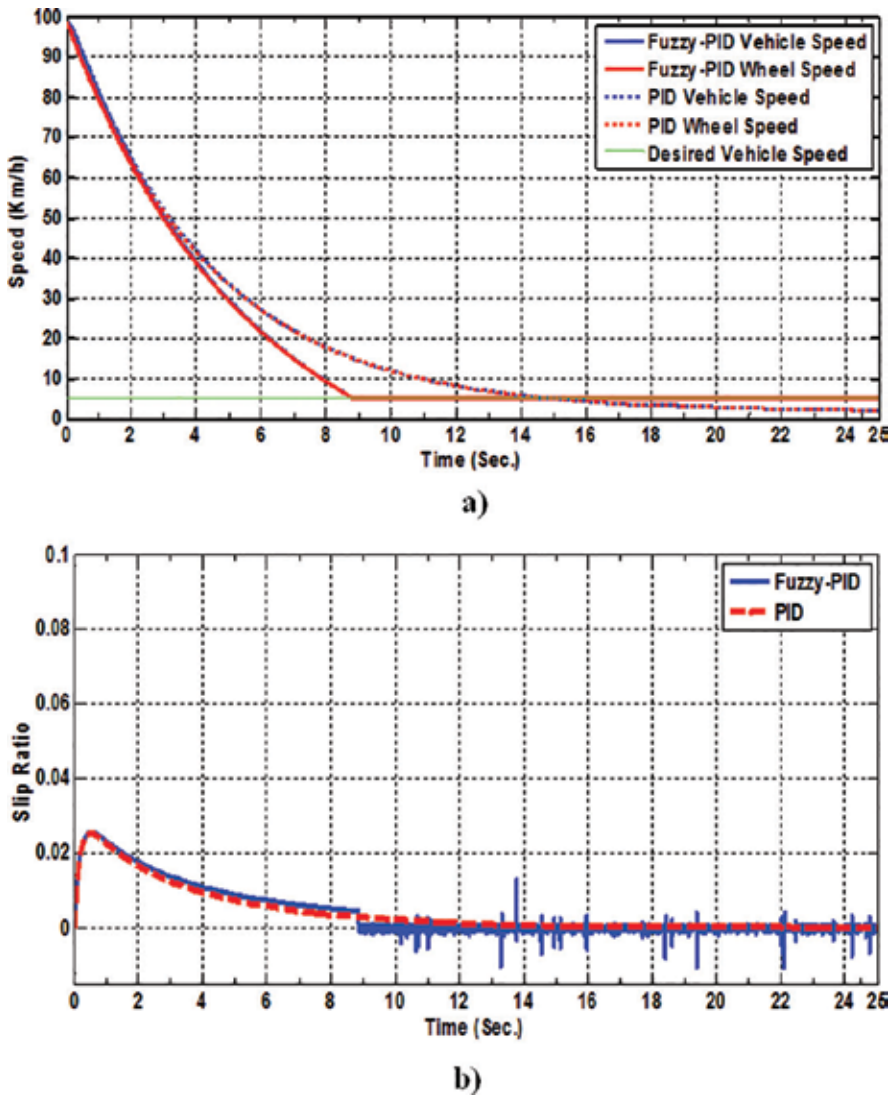 100
90
80
70
60
50
40
30
20
10
0
Speed (Km/h)
Fuzzy-PID Vehicle Speed
Fuzzy-PID Wheel Speed
PID Vehicle Speed
PID Wheel Speed
Desired Vehicle Speed
0 2 4 6 8 10 12 14 16 18 20 22 24 25
Time (Sec.)
a)
0.1
0.08
0.06
0.04
0.02
0
Slip Ratio
Fuzzy-PID
PID
0 2 4 6 8 10 12 14 16 18 20 22 24 25
Time (Sec.)
b)